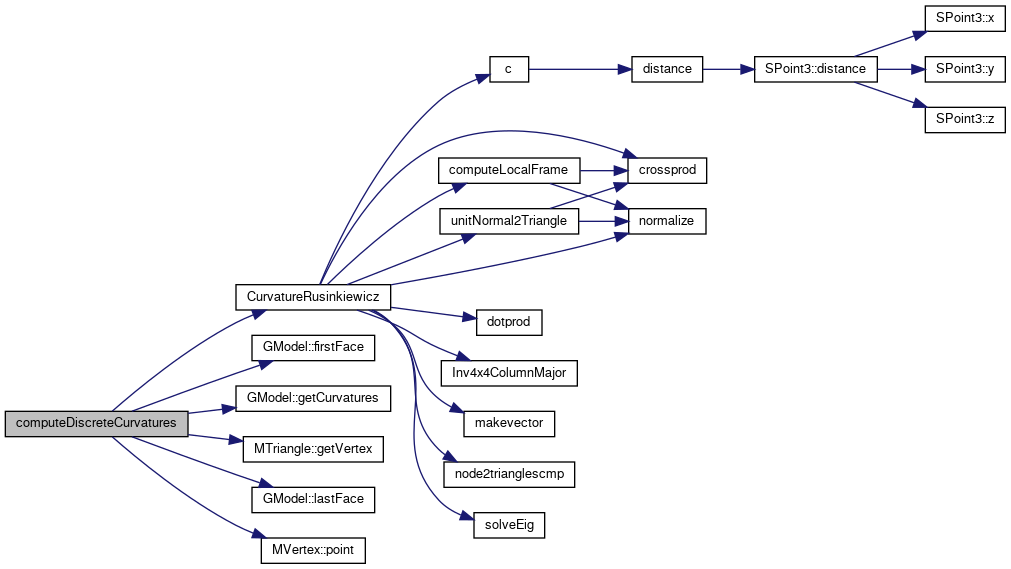 SPoint3::x
c
distance
SPoint3::distance
SPoint3::y
SPoint3::z
computeLocalFrame
crossprod
unitNormal2Triangle
normalize
CurvatureRusinkiewicz
dotprod
GModel::firstFace
Inv4x4ColumnMajor
GModel::getCurvatures
computeDiscreteCurvatures
makevector
MTriangle::getVertex
node2trianglescmp
GModel::lastFace
solveEig
MVertex::point